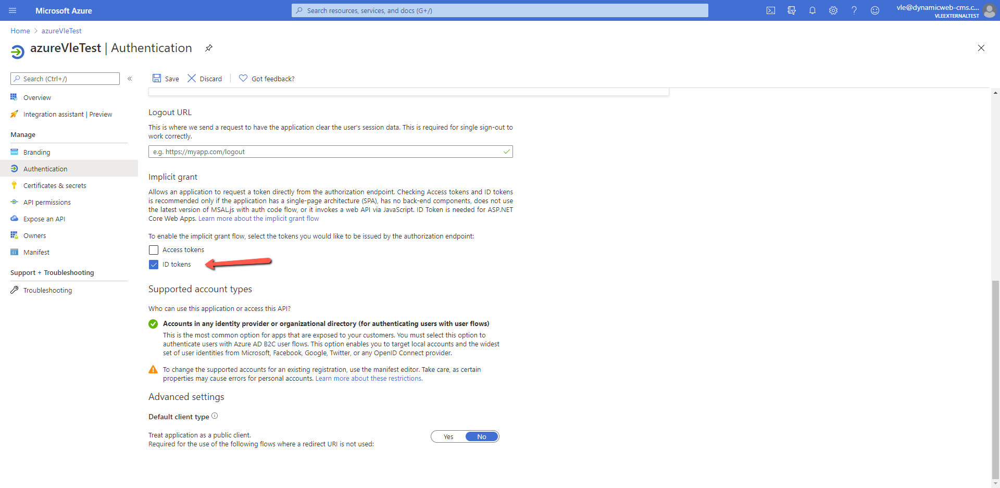 Microsoft Azure
Search resources, services, and docs (G+/)
vle@dynamicweb-cms.c...
VLEEXTERNALTEST
Home > azureVleTest
azureVleTest | Authentication
Search (Ctrl+/)
«
Save
Discard
Got feedback?
Overview
Integration assistant | Preview
Manage
Branding
Authentication
Certificates & secrets
API permissions
Expose an API
Owners
Manifest
Support + Troubleshooting
Troubleshooting
Logout URL
This is where we send a request to have the application clear the user's session data. This is required for single sign-out to
work correctly.
e.g. https://myapp.com/logout
Implicit grant
Allows an application to request a token directly from the authorization endpoint. Checking Access tokens and ID tokens
is recommended only if the application has a single-page architecture (SPA), has no back-end components, does not use
the latest version of MSAL.js with auth code flow, or it invokes a web API via JavaScript. ID Token is needed for ASP.NET
Core Web Apps. Learn more about the implicit grant flow
To enable the implicit grant flow, select the tokens you would like to be issued by the authorization endpoint:
Access tokens
ID tokens
Supported account types
Who can use this application or access this API?
Accounts in any identity provider or organizational directory (for authenticating users with user flows)
This is the most common option for apps that are exposed to your customers. You must select this option to
authenticate users with Azure AD B2C user flows. This option enables you to target local accounts and the widest
set of user identities from Microsoft, Facebook, Google, Twitter, or any OpenID Connect provider.
To change the supported accounts for an existing registration, use the manifest editor. Take care, as certain
properties may cause errors for personal accounts. Learn more about these restrictions.
Advanced settings
Default client type
Treat application as a public client.
Required for the use of the following flows where a redirect URI is not used:
Yes
No